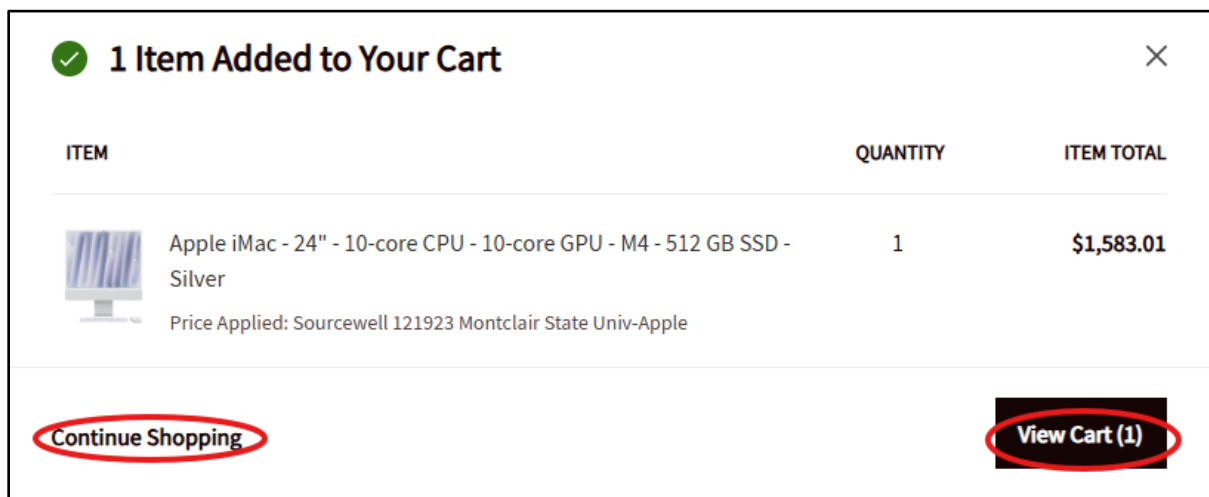 1 Item Added to Your Cart
ITEM QUANTITY ITEM TOTAL
Apple iMac - 24" - 10-core CPU - 10-core GPU - M4 - 512 GB SSD - 1 $1,583.01
Silver
Price Applied: Sourcewell 121923 Montclair State Univ-Apple
Continue Shopping View Cart (1)